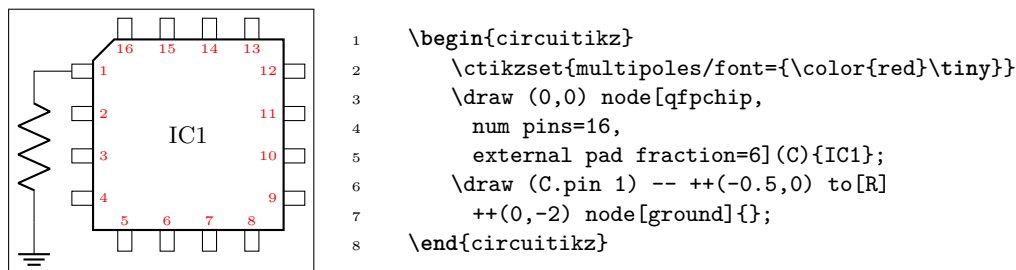 16 15 14 13
1 12
2 11
3 IC1 10
4 9
5 6 7 8
1 \begin{circuitikz}
2 \ctikzset{multipoles/font={\color{red}\tiny}}
3 \draw (0,0) node[qfpchip,
4 num pins=16,
5 external pad fraction=6](C){IC1};
6 \draw (C.pin 1) -- ++(-0.5,0) to[R]
7 ++(0,-2) node[ground]{};
8 \end{circuitikz}